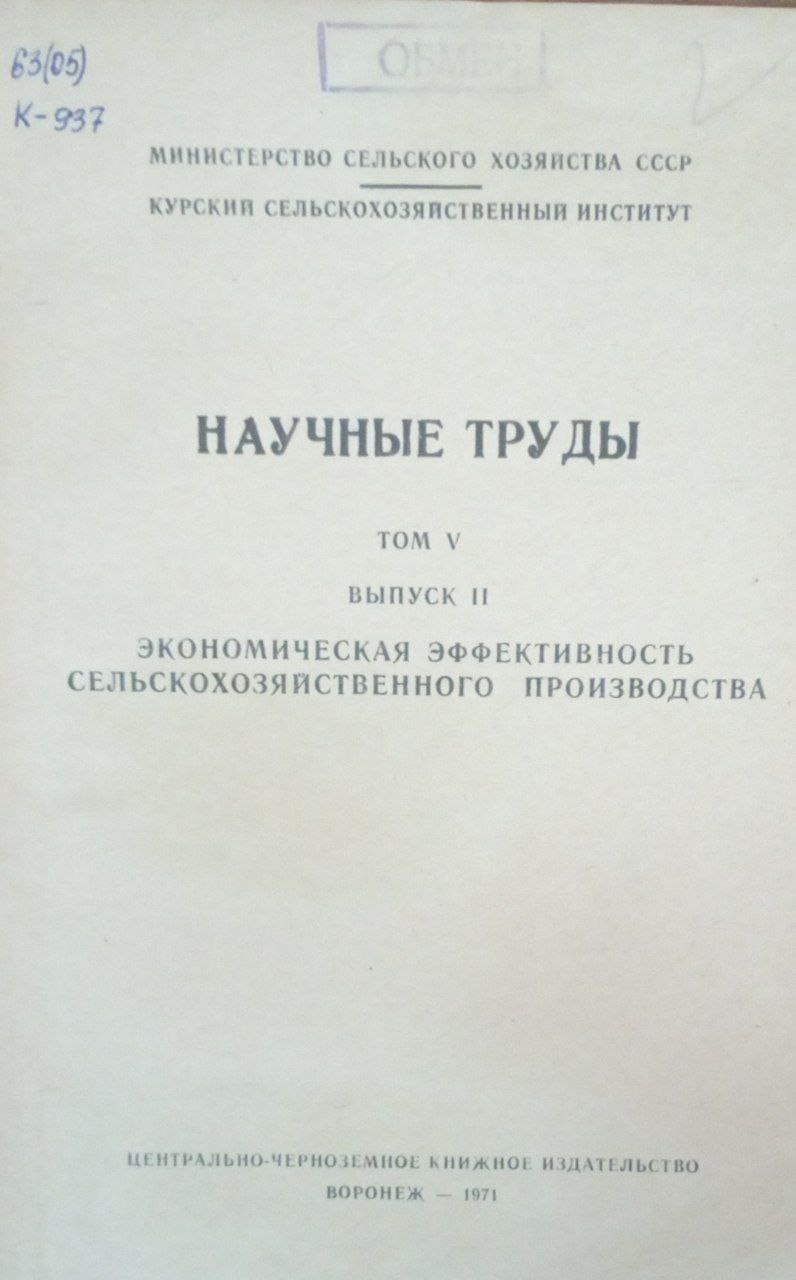 63(05)
К-937
ОБМЕН
МИНИСТЕРСТВО СЕЛЬСКОГО ХОЗЯЙСТВА СССР
КУРСКИЙ СЕЛЬСКОХОЗЯЙСТВЕННЫЙ ИНСТИТУТ
НАУЧНЫЕ ТРУДЫ
ТОМ V
ВЫПУСК II
ЭКОНОМИЧЕСКАЯ ЭФФЕКТИВНОСТЬ
СЕЛЬСКОХОЗЯЙСТВЕННОГО ПРОИЗВОДСТВА
ЦЕНТРАЛЬНО-ЧЕРНОЗЕМНОЕ КНИЖНОЕ ИЗДАТЕЛЬСТВО
ВОРОНЕЖ — 1971